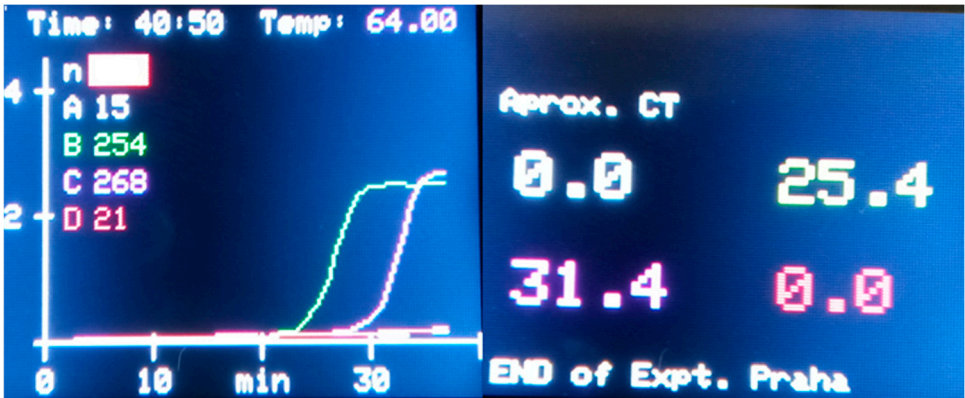 Time: 40:50 Temp: 64.00
n
4
A 15
B 254
C 268
2
D 21
0 10 min 30
Aprox. CT
0.0 25.4
31.4 0.0
END of Expt. Praha